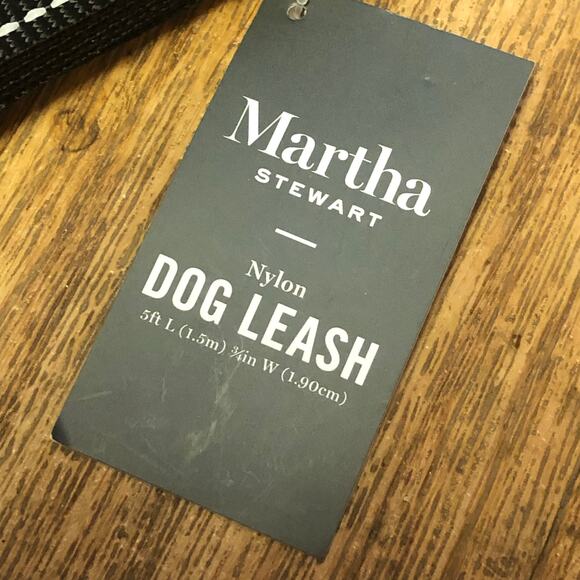 Martha
STEWART
Nylon
DOG LEASH
5ft L (1.5m) ¾in W (1.90cm)